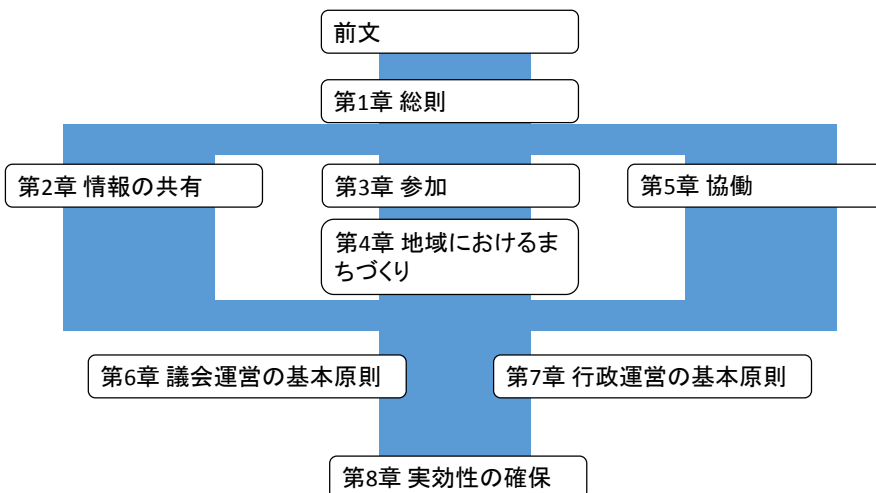 前文
第1章 総則
第2章 情報の共有
第3章 参加
第5章 協働
第4章 地域におけるま
ちづくり
第6章 議会運営の基本原則
第7章 行政運営の基本原則
第8章 実効性の確保